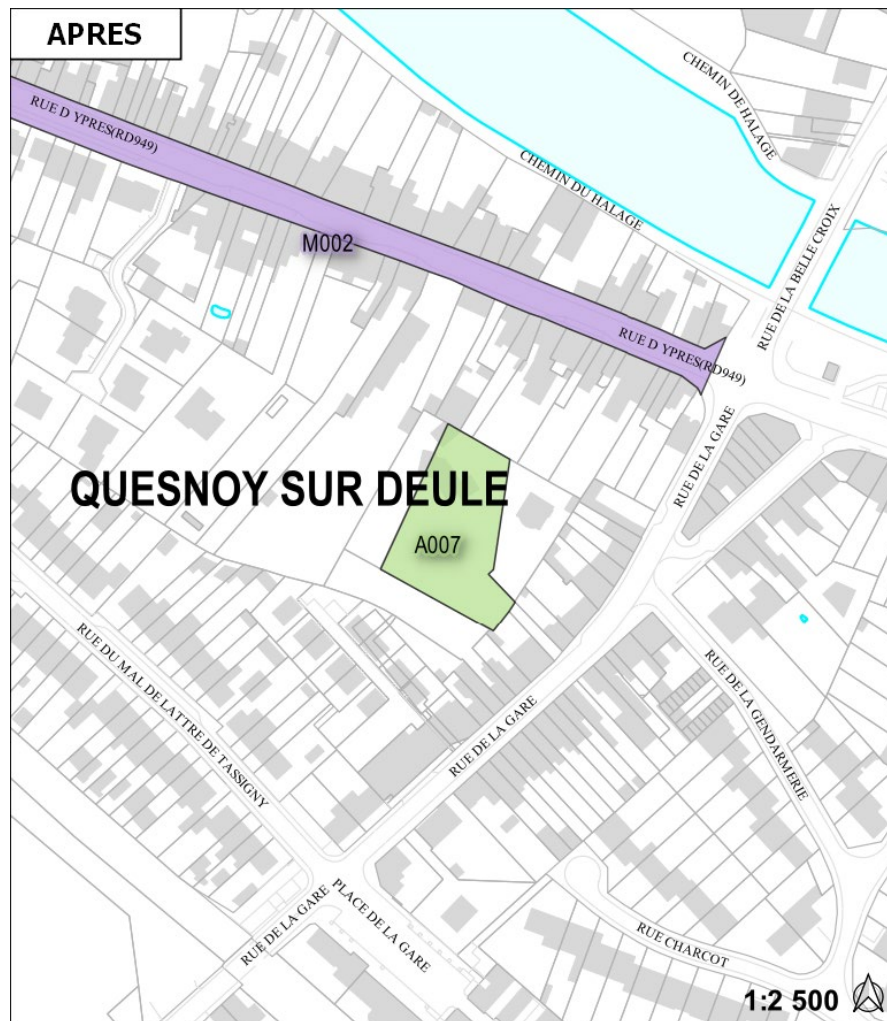 APRES
CHEMIN DE HALAGE
RUE D YPRES(RD949)
CHEMIN DU HALAGE
RUE DE LA BELLE CROIX
M002
RUE D YPRES(RD949)
RUE DE LA GARE
QUESNOY SUR DEULE
A007
RUE DU MAL DE LATTRE DE TASSIGNY
RUE DE LA GARE
RUE DE LA GENDARMERIE
RUE DE LA GARE
PLACE DE LA GARE
RUE CHARCOT
1:2 500